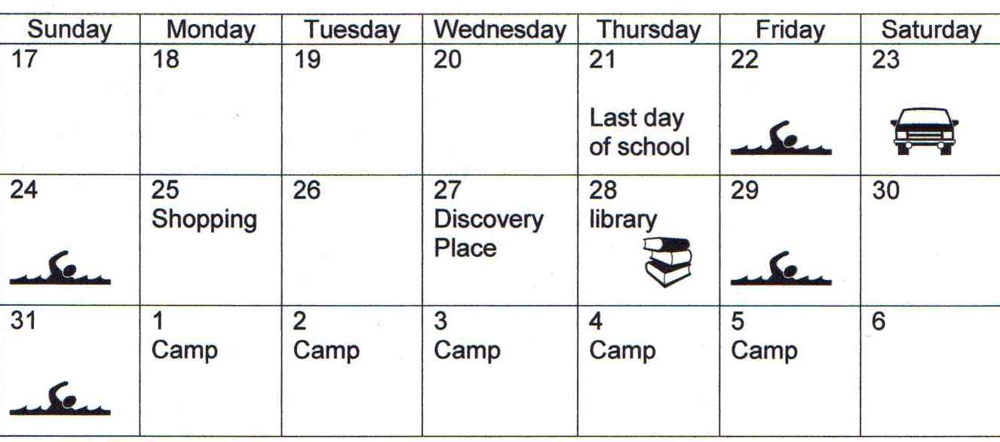 Sunday Monday Tuesday Wednesday Thursday Friday Saturday
17 18 19 20 21 22 23
Last day
of school
24 25 26 27 28 29 30
Shopping Discovery library
Place
31 1 2 3 4 5 6
Camp Camp Camp Camp Camp